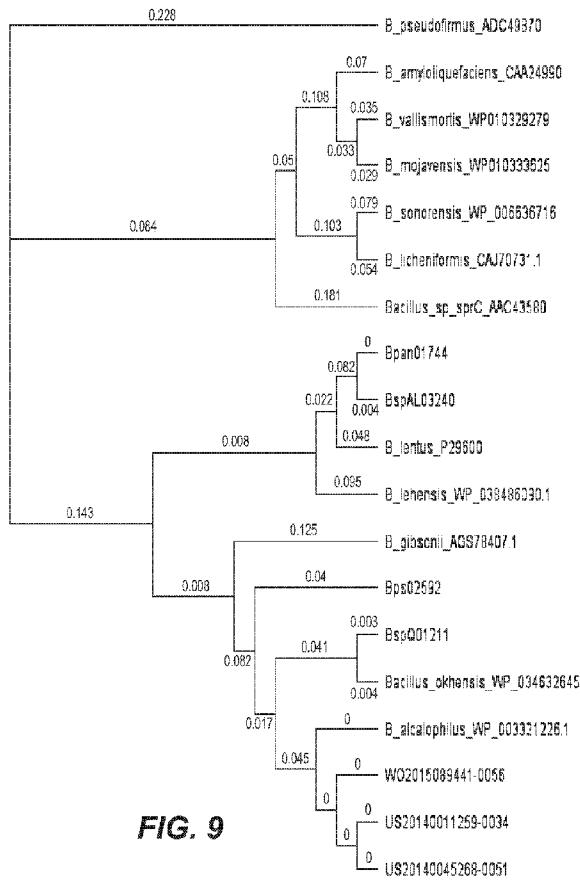 0.228
B_pseudofirmus_ADC49870
0.07
B_amyloliquefaciens_CAA24990
0.108
0.035
B_vallismortis_WP010329279
0.033
B_mojavensis_WP010333625
0.05
0.029
0.079
B_sonorensis_WP_006636716
0.064
0.103
B_licheniformis_CAJ70731.1
0.054
0.181
Bacillus_sp_sprC_AAC43580
0
Bpan01744
0.082
0.022
BspAL03240
0.004
0.048
B_lentus_P29600
0.008
0.095
B_lehensis_WP_038486090.1
0.143
0.125
B_gibsonii_AGS78407.1
0.008
0.04
Bps02592
0.003
BspQ01211
0.082
0.041
Bacillus_okhensis_WP_034632645
0.004
0.017
0
B_alcalophilus_WP_003331226.1
0.045
0
WO2015089441-0056
0
0
US20140011259-0034
0
0
US20140045268-0051
FIG. 9